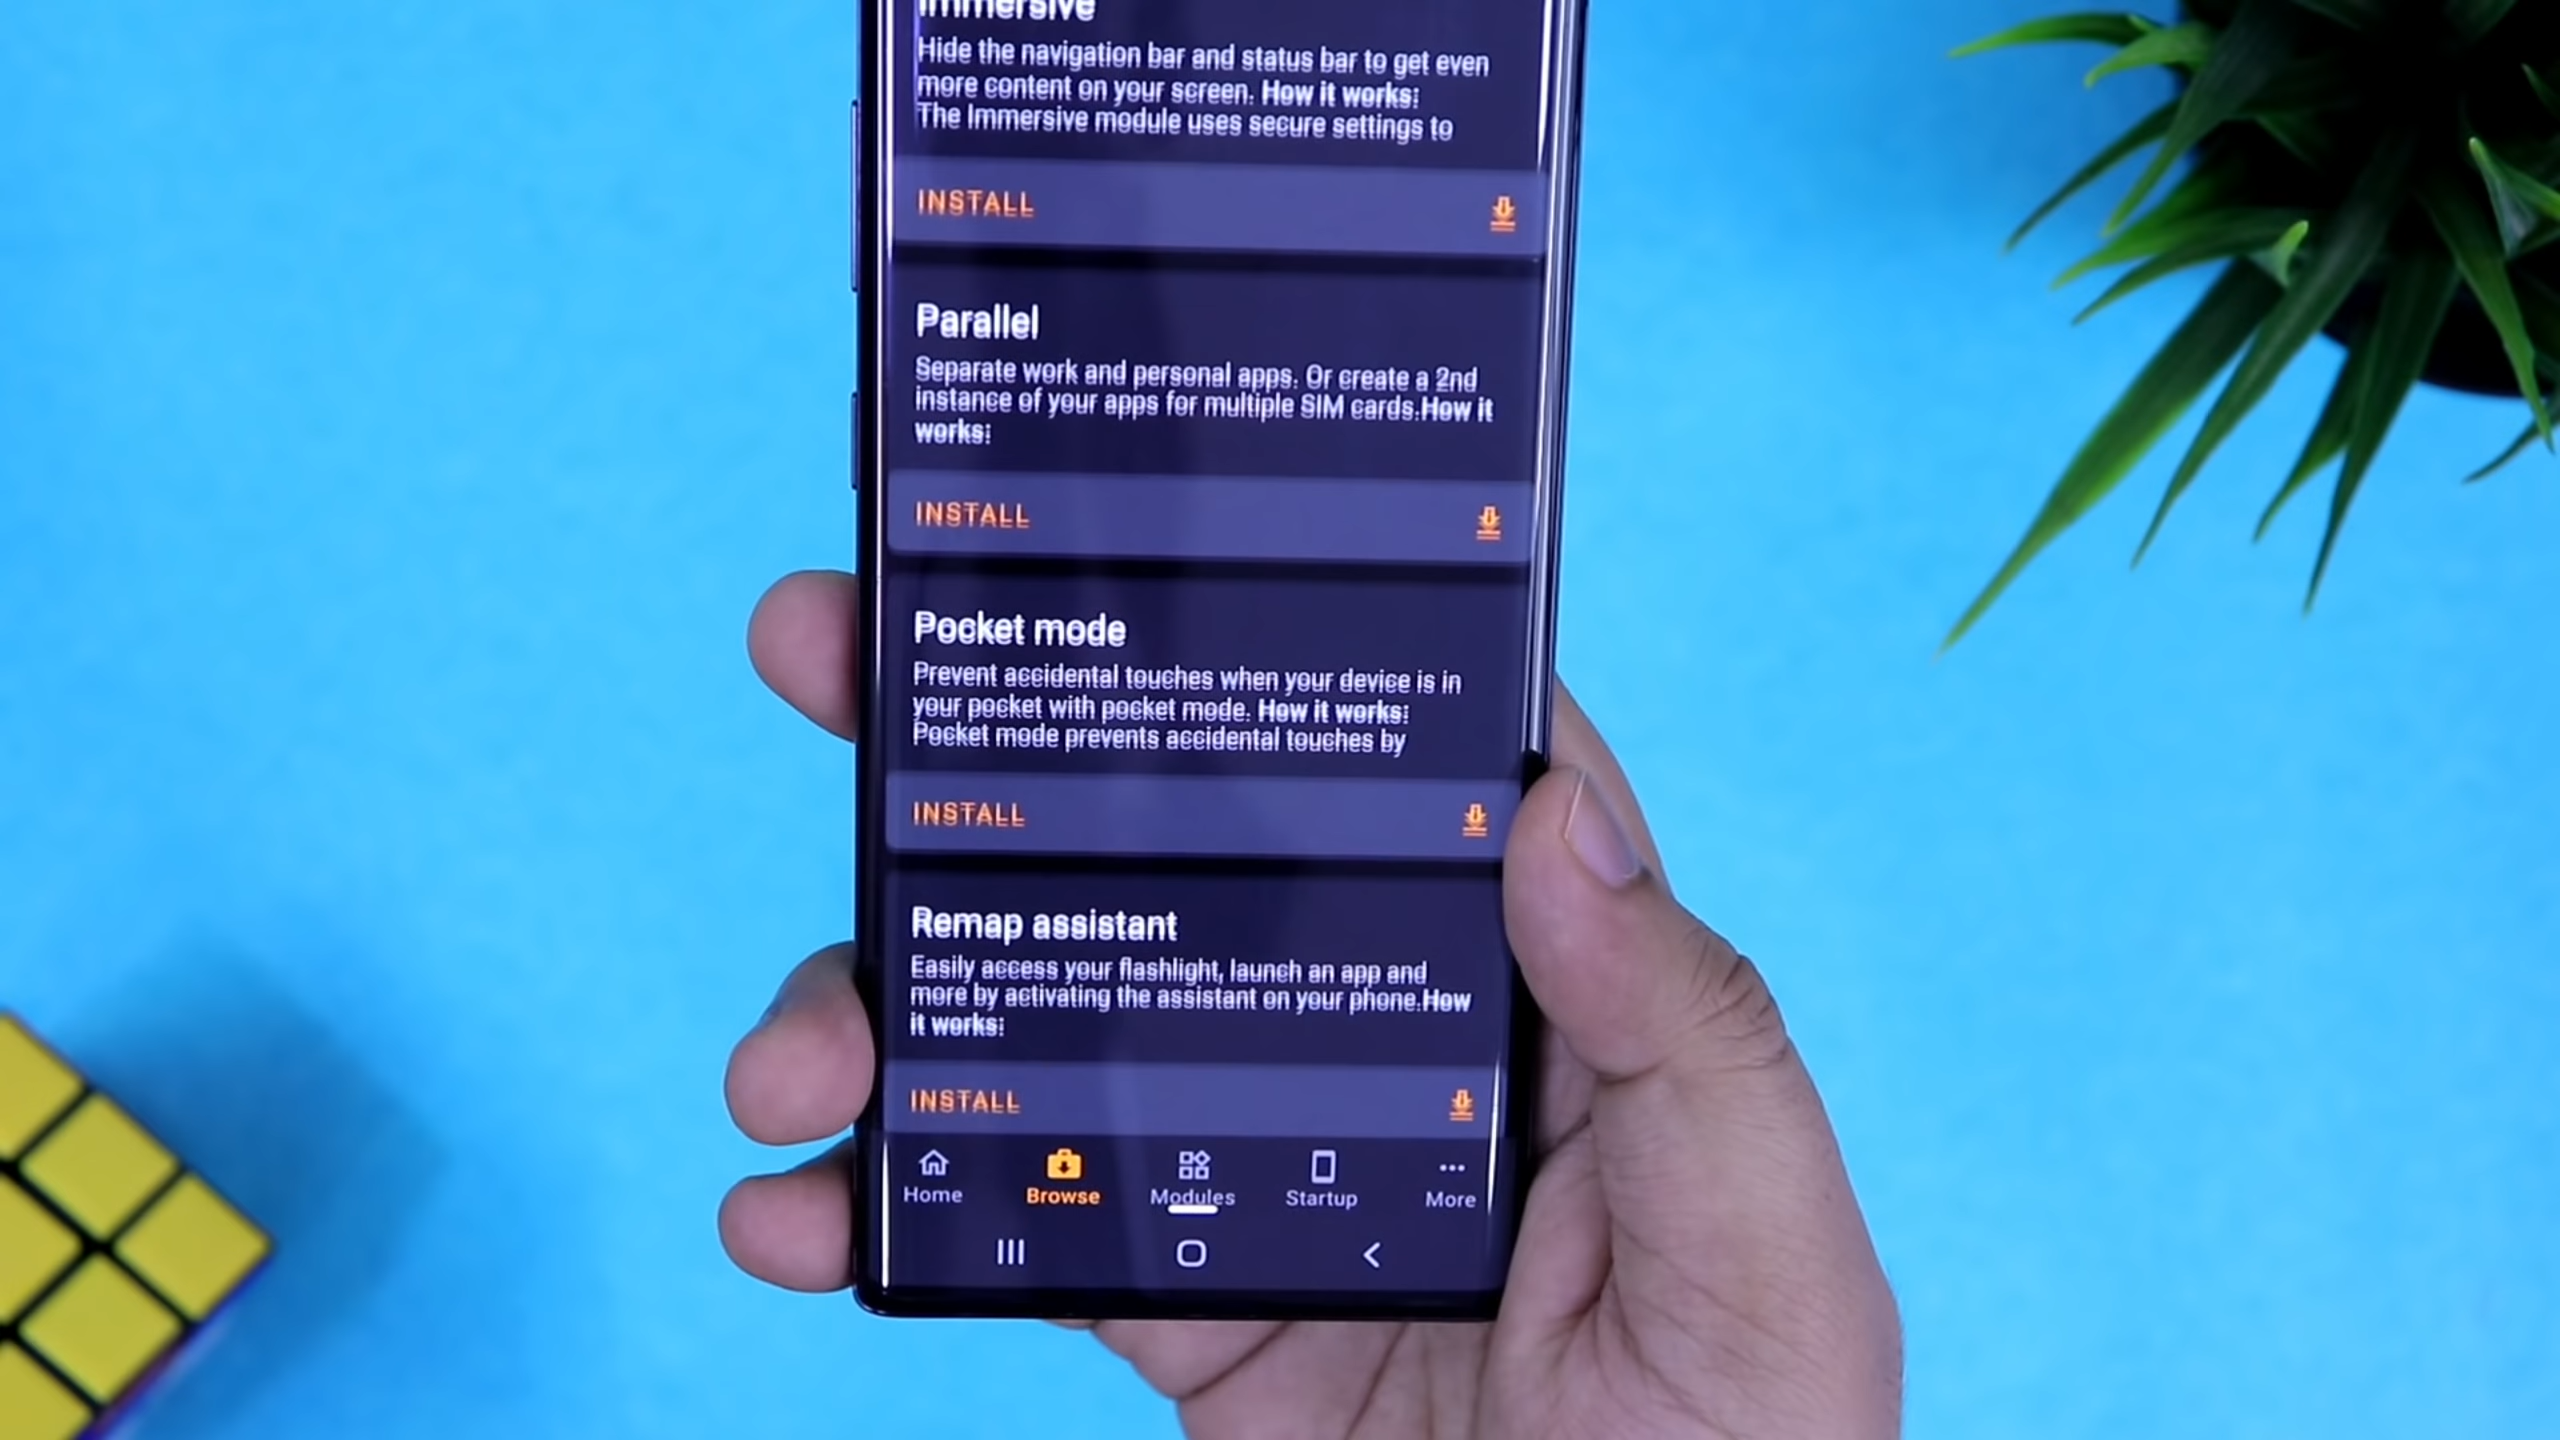 Immersive
Hide the navigation bar and status bar to get even
more content on your screen. How it works:
The Immersive module uses secure settings to
INSTALL
Parallel
Separate work and personal apps. Or create a 2nd
instance of your apps for multiple SIM cards.How it
works:
INSTALL
Pocket mode
Prevent accidental touches when your device is in
your pocket with pocket mode. How it works:
Pocket mode prevents accidental touches by
INSTALL
Remap assistant
Easily access your flashlight, launch an app and
more by activating the assistant on your phone.How
it works:
INSTALL
Home Browse Modules Startup More